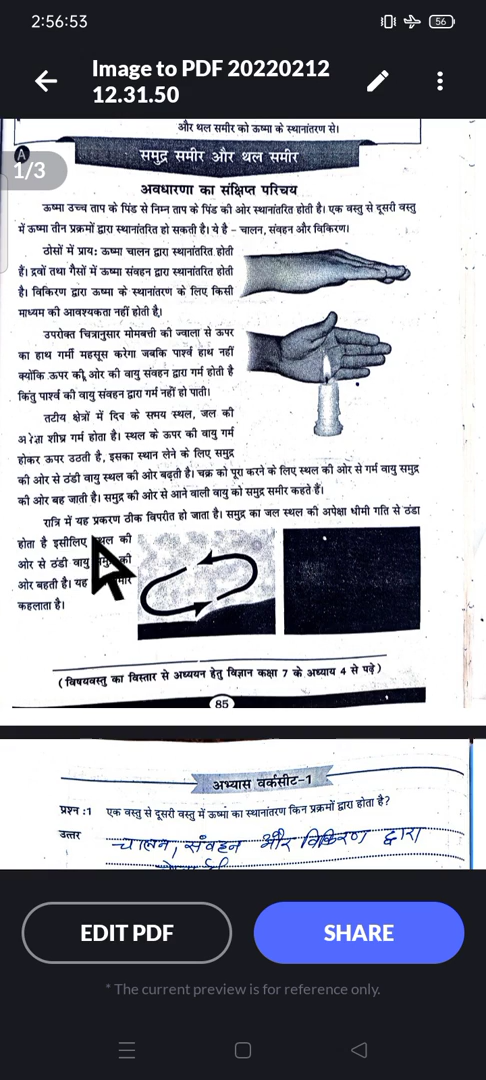 2:56:53
56
Image to PDF 20220212
12.31.50
और थल समीर को ऊष्मा के स्थानांतरण से।
A
1/3
समुद्र समीर और थल समीर
अवधारणा का संक्षिप्त परिचय
ऊष्मा उच्च ताप के पिंड से निम्न ताप के पिंड की ओर स्थानांतरित होती है। एक वस्तु से दूसरी वस्तु
में ऊष्मा तीन प्रक्रमों द्वारा स्थानांतरित हो सकती है। ये है – चालन, संवहन और विकिरण।
ठोसों में प्राय: ऊष्मा चालन द्वारा स्थानांतरित होती
हैं। द्रवों तथा गैसों में ऊष्मा संवहन द्वारा स्थानांतरित होती
है। विकिरण द्वारा ऊष्मा के स्थानांतरण के लिए किसी
माध्यम की आवश्यकता नहीं होती है।
उपरोक्त चित्रानुसार मोमबत्ती की ज्वाला से ऊपर
का हाथ गर्मी महसूस करेगा जबकि पार्श्व हाथ नहीं
क्योंकि ऊपर की ओर की वायु संवहन द्वारा गर्म होती है
किंतु पार्श्व की वायु संवहन द्वारा गर्म नहीं हो पाती।
तटीय क्षेत्रों में दिन के समय स्थल, जल की
शीघ्र गर्म होता है। स्थल के ऊपर की वायु गर्म
होकर ऊपर उठती है, इसका स्थान लेने के लिए समुद्र
की ओर से ठंडी वायु स्थल की ओर बढ़ती है। चक्र को पूरा करने के लिए स्थल की ओर से गर्म वायु समुद्र
की ओर बह जाती है। समुद्र की ओर से आने वाली वायु को समुद्र समीर कहते हैं।
रात्रि में यह प्रकरण ठीक विपरीत हो जाता है। समुद्र का जल स्थल की अपेक्षा धीमी गति से ठंडा
होता है इसीलिए थल की
ओर से ठंडी वायु की
ओर बहती है। यह
कहलाता है।
(विषयवस्तु का विस्तार से अध्ययन हेतु विज्ञान कक्षा 7 के अध्याय 4 से पढ़े)
85
अभ्यास वर्कसीट-1
प्रश्न :1 एक वस्तु से दूसरी वस्तु में ऊष्मा का स्थानांतरण किन प्रक्रमों द्वारा होता है?
उत्तर चालन, संवहन और विकिरण द्वारा
EDIT PDF
SHARE
* The current preview is for reference only.